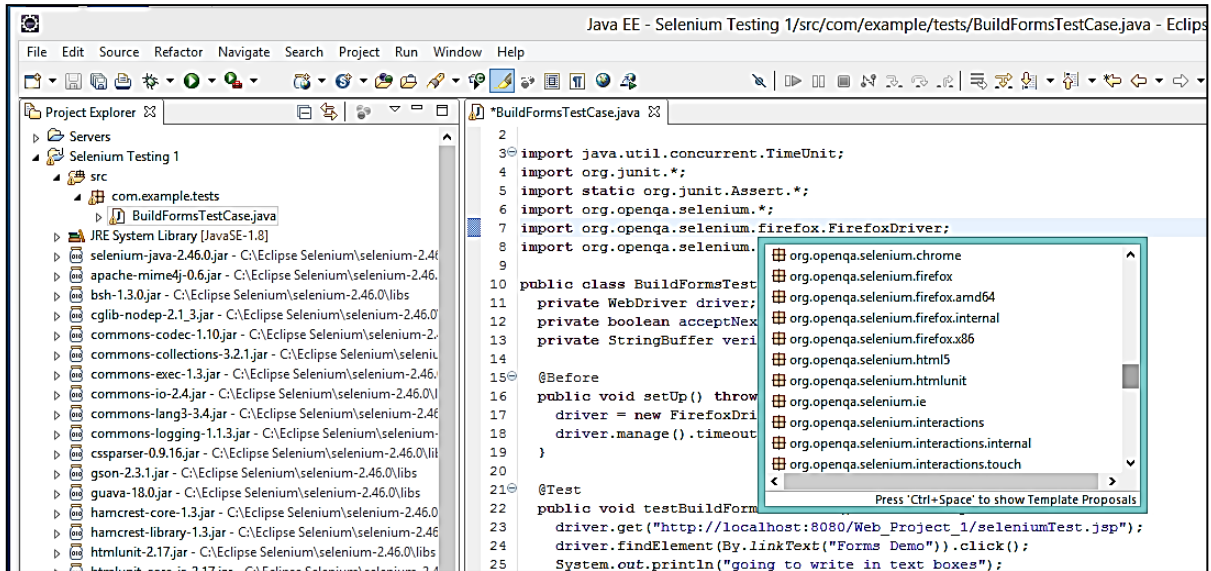 Java EE - Selenium Testing 1/src/com/example/tests/BuildFormsTestCase.java - Eclips
File Edit Source Refactor Navigate Search Project Run Window Help
Project Explorer
Servers
Selenium Testing 1
src
com.example.tests
BuildFormsTestCase.java
JRE System Library [JavaSE-1.8]
selenium-java-2.46.0.jar - C:\Eclipse Selenium\selenium-2.46
apache-mime4j-0.6.jar - C:\Eclipse Selenium\selenium-2.46.
bsh-1.3.0.jar - C:\Eclipse Selenium\selenium-2.46.0\libs
cglib-nodep-2.1_3.jar - C:\Eclipse Selenium\selenium-2.46.0\
commons-codec-1.10.jar - C:\Eclipse Selenium\selenium-2.
commons-collections-3.2.1.jar - C:\Eclipse Selenium\seleniu
commons-exec-1.3.jar - C:\Eclipse Selenium\selenium-2.46.
commons-io-2.4.jar - C:\Eclipse Selenium\selenium-2.46.0\l
commons-lang3-3.4.jar - C:\Eclipse Selenium\selenium-2.46
commons-logging-1.1.3.jar - C:\Eclipse Selenium\selenium-
cssparser-0.9.16.jar - C:\Eclipse Selenium\selenium-2.46.0\lib
gson-2.3.1.jar - C:\Eclipse Selenium\selenium-2.46.0\libs
guava-18.0.jar - C:\Eclipse Selenium\selenium-2.46.0\libs
hamcrest-core-1.3.jar - C:\Eclipse Selenium\selenium-2.46.0
hamcrest-library-1.3.jar - C:\Eclipse Selenium\selenium-2.46
htmlunit-2.17.jar - C:\Eclipse Selenium\selenium-2.46.0\libs
*BuildFormsTestCase.java
2
3 import java.util.concurrent.TimeUnit;
4 import org.junit.*;
5 import static org.junit.Assert.*;
6 import org.openqa.selenium.*;
7 import org.openqa.selenium.firefox.FirefoxDriver;
8 import org.openqa.selenium.
9
10 public class BuildFormsTest
11 private WebDriver driver;
12 private boolean acceptNex
13 private StringBuffer veri
14
15 @Before
16 public void setUp() throw
17 driver = new FirefoxDri
18 driver.manage().timeout
19 }
20
21 @Test
22 public void testBuildForm
23 driver.get("http://localhost:8080/Web_Project_1/seleniumTest.jsp");
24 driver.findElement(By.linkText("Forms Demo")).click();
25 System.out.println("going to write in text boxes");
org.openqa.selenium.chrome
org.openqa.selenium.firefox
org.openqa.selenium.firefox.amd64
org.openqa.selenium.firefox.internal
org.openqa.selenium.firefox.x86
org.openqa.selenium.html5
org.openqa.selenium.htmlunit
org.openqa.selenium.ie
org.openqa.selenium.interactions
org.openqa.selenium.interactions.internal
org.openqa.selenium.interactions.touch
Press 'Ctrl+Space' to show Template Proposals